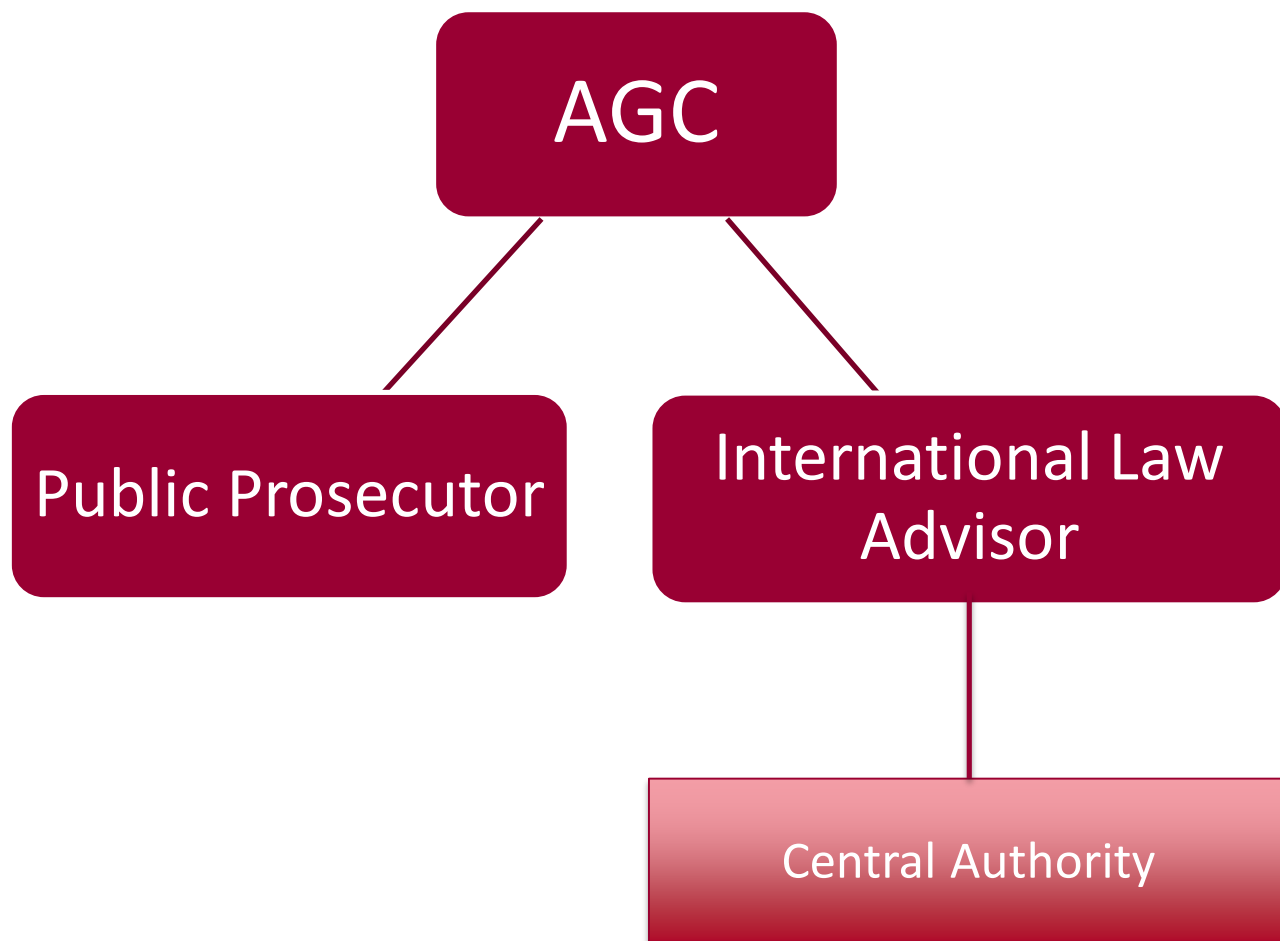 AGC
Public Prosecutor
International Law
Advisor
Central Authority